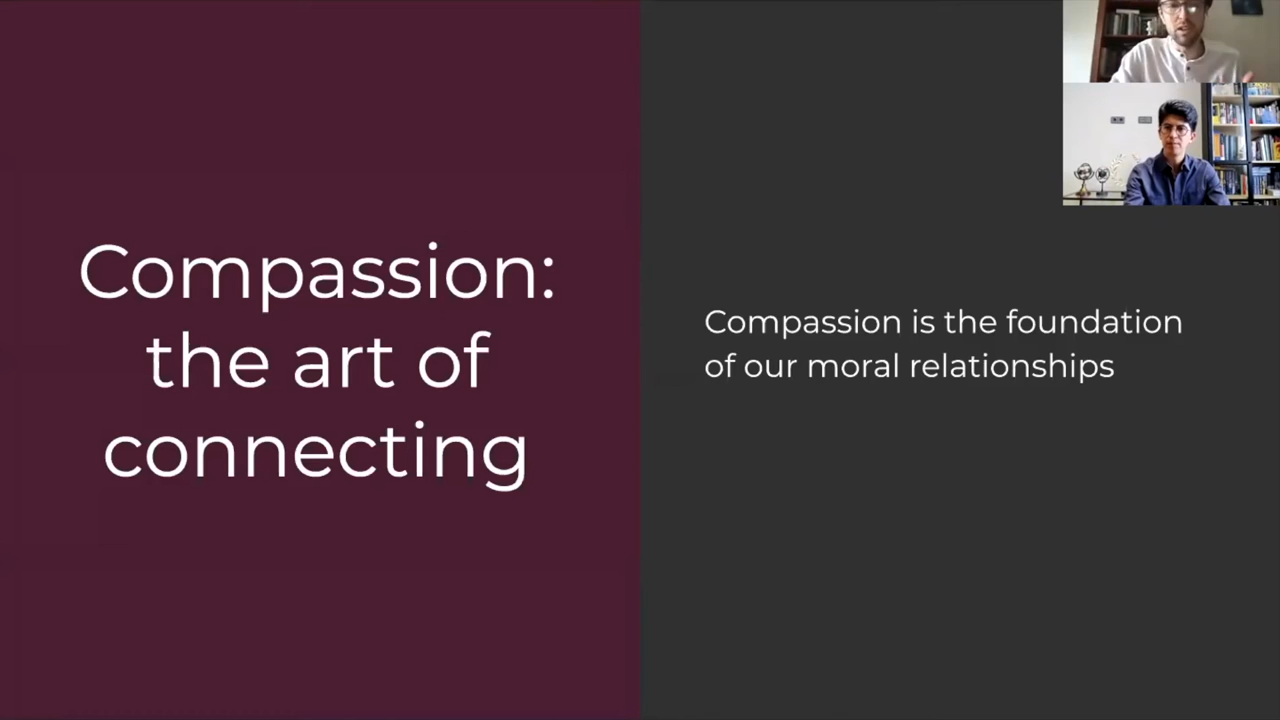 Compassion:
the art of
connecting
Compassion is the foundation
of our moral relationships